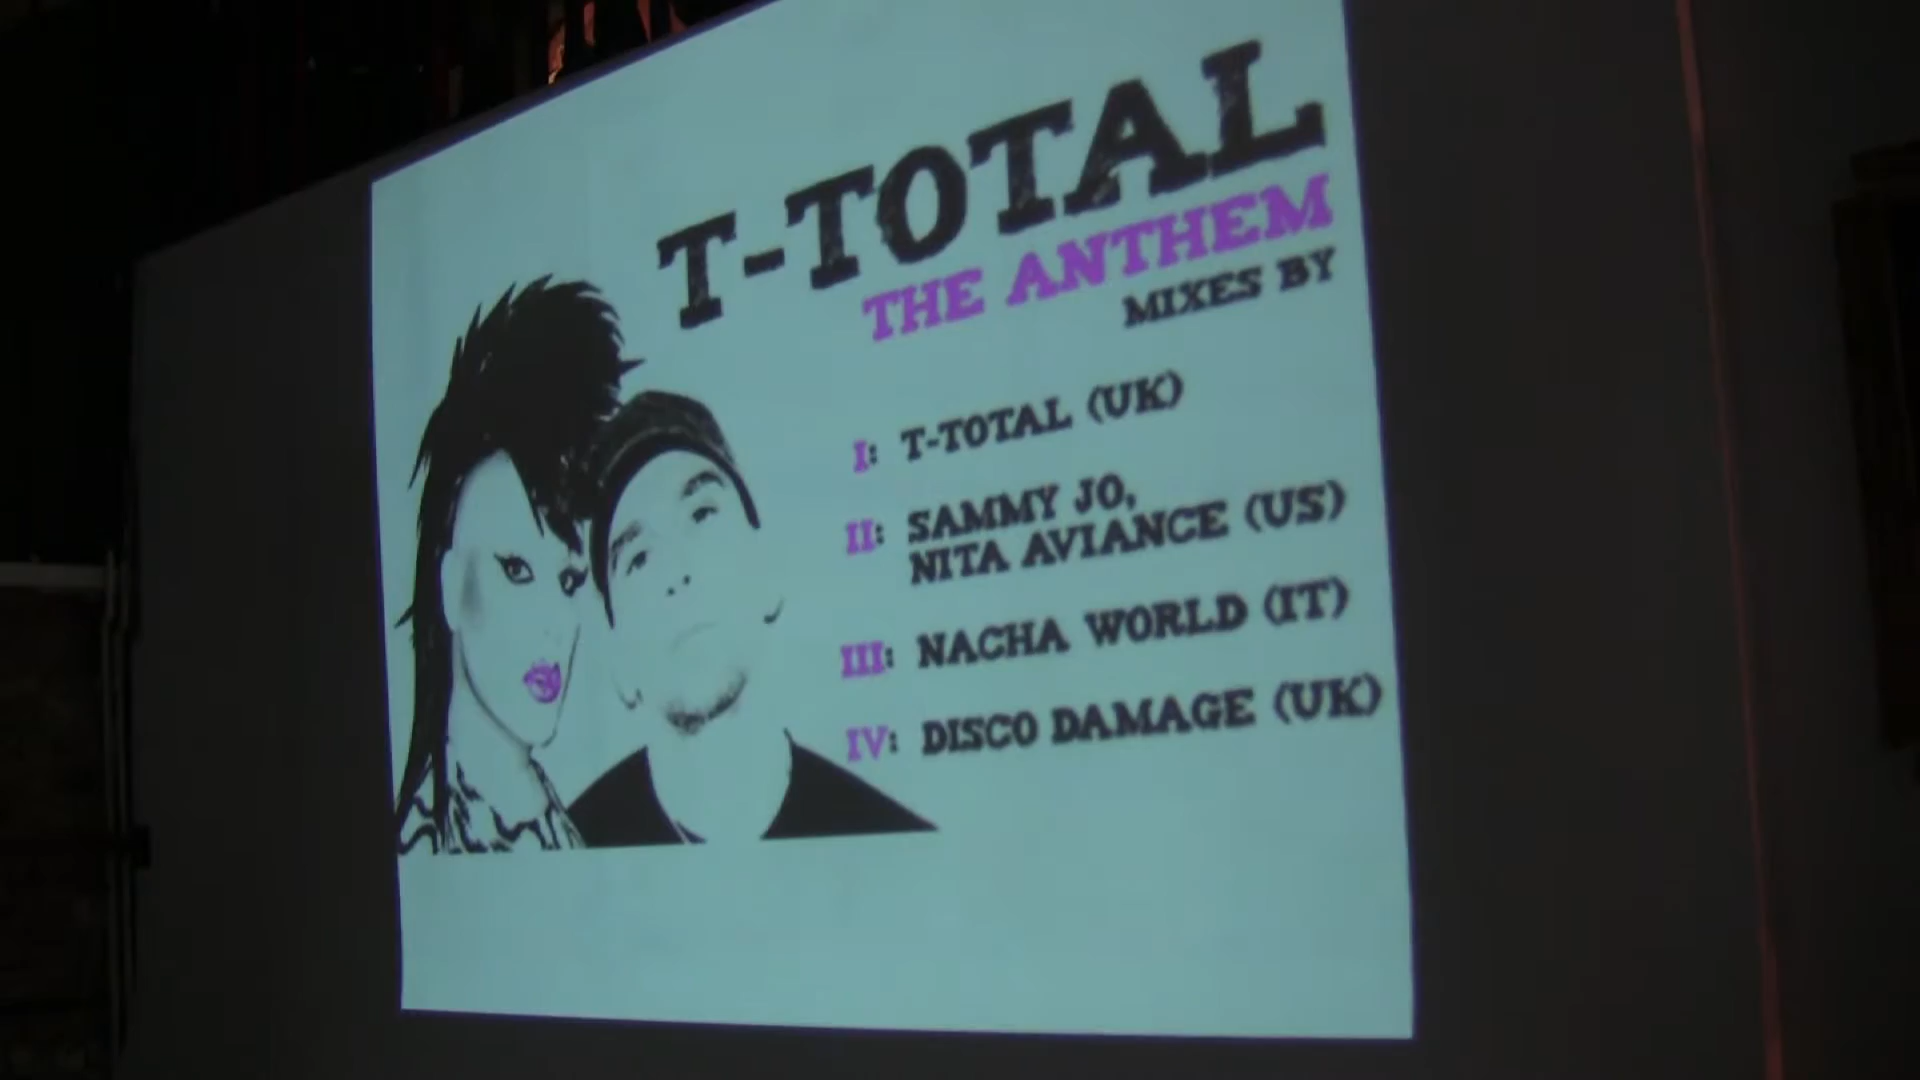 T-TOTAL
THE ANTHEM
MIXES BY
I: T-TOTAL (UK)
II: SAMMY JO,
NITA AVIANCE (US)
III: NACHA WORLD (IT)
IV: DISCO DAMAGE (UK)